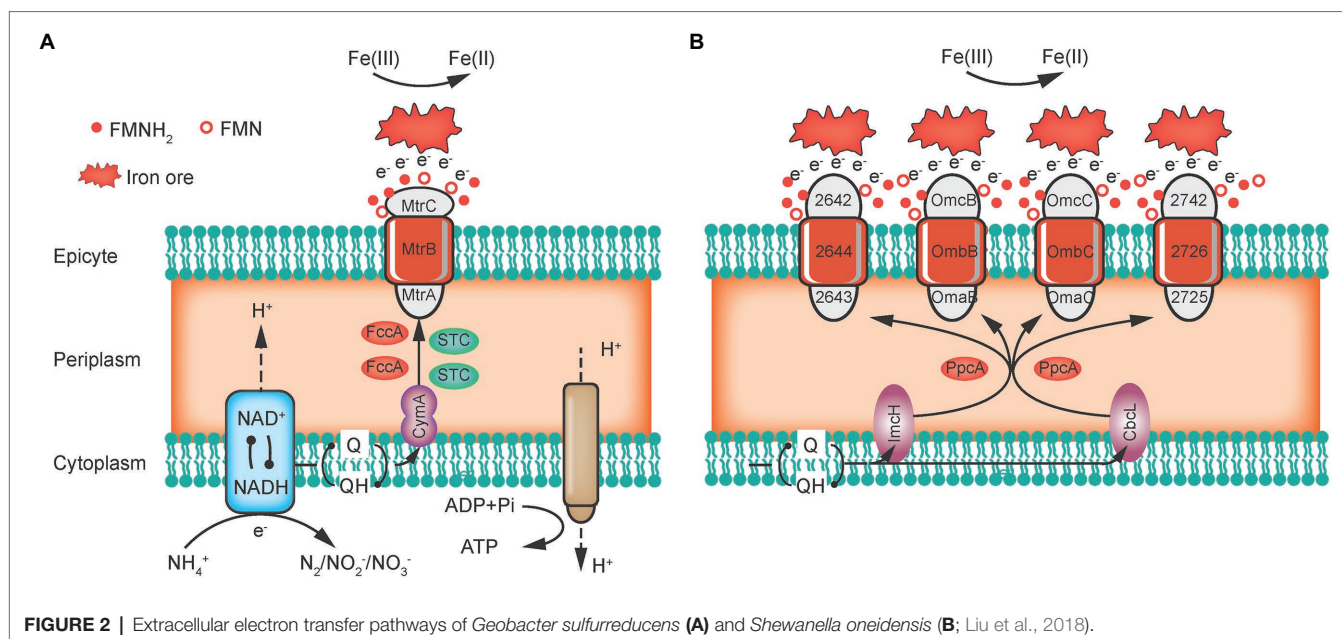 A
Fe(III) Fe(II)
FMNH₂ FMN
Iron ore
e⁻ e⁻ e⁻ e⁻ e⁻
MtrC
Epicyte
MtrB
MtrA
H⁺
FccA STC
Periplasm
H⁺
FccA STC
NAD⁺
CymA
Cytoplasm
Q
NADH
QH
e⁻
ADP+Pi
ATP
e⁻
NH₄⁺ N₂/NO₂⁻/NO₃⁻
H⁺
B
Fe(III) Fe(II)
e⁻ e⁻ e⁻ e⁻ e⁻ e⁻ e⁻ e⁻ e⁻ e⁻ e⁻ e⁻ e⁻ e⁻ e⁻ e⁻
2642 OmcB OmcC 2742
2644 OmbB OmbC 2726
2643 OmaB OmaC 2725
PpcA PpcA
ImcH CbcL
Q
QH
e⁻
FIGURE 2 | Extracellular electron transfer pathways of Geobacter sulfurreducens (A) and Shewanella oneidensis (B; Liu et al., 2018).